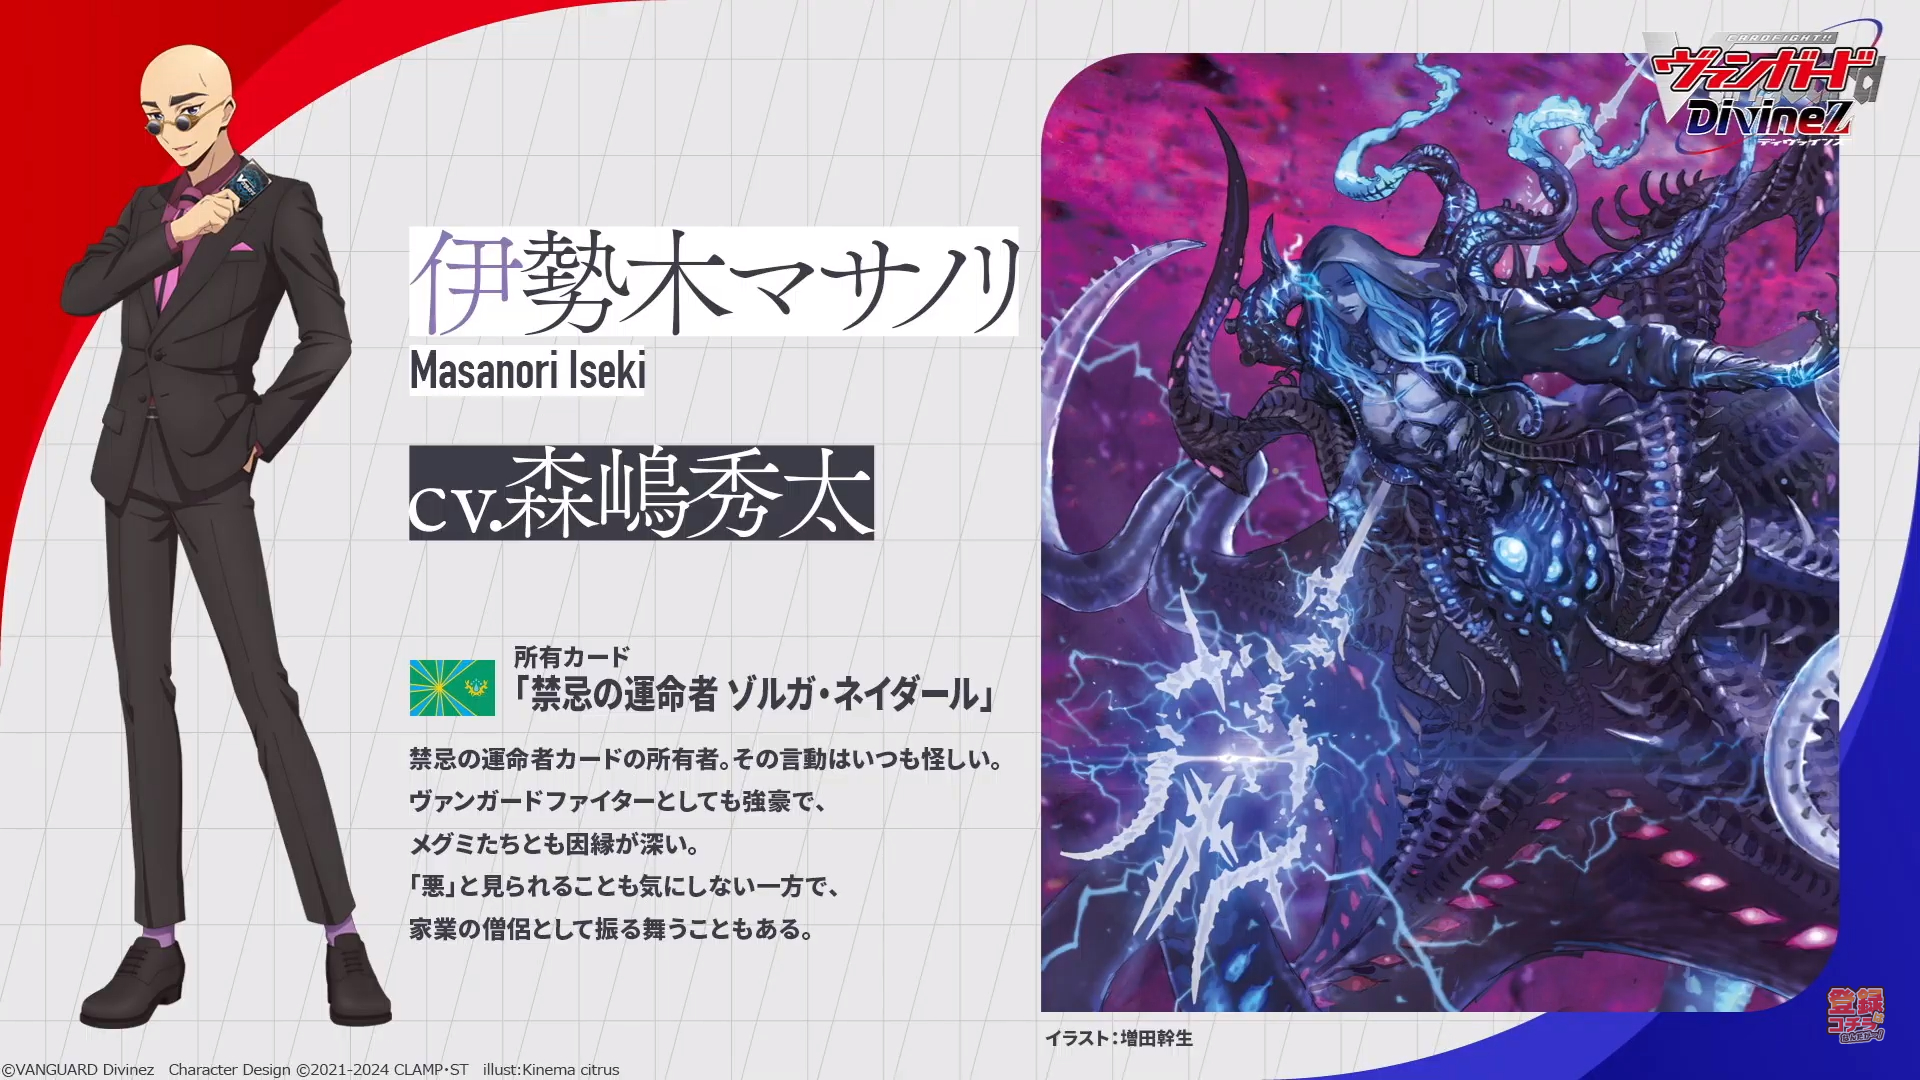 CARDFIGHT!!
ヴァンガード
DivineZ
ディヴァインズ
伊勢木マサノリ
Masanori Iseki
cv.森嶋秀太
所有カード
「禁忌の運命者 ゾルガ・ネイダール」
禁忌の運命者カードの所有者。その言動はいつも怪しい。
ヴァンガードファイターとしても強豪で、
メグミたちとも因縁が深い。
「悪」と見られることも気にしない一方で、
家業の僧侶として振る舞うこともある。
イラスト：増田幹生
登録
コチラ
©VANGUARD Divinez Character Design ©2021-2024 CLAMP・ST illust:Kinema citrus